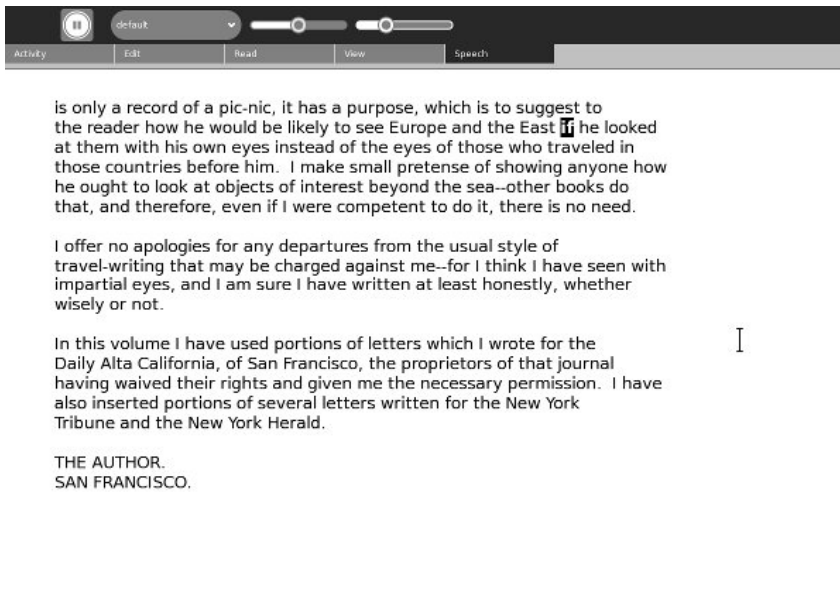 default
Activity Edit Read View Speech
is only a record of a pic-nic, it has a purpose, which is to suggest to
the reader how he would be likely to see Europe and the East if he looked
at them with his own eyes instead of the eyes of those who traveled in
those countries before him.  I make small pretense of showing anyone how
he ought to look at objects of interest beyond the sea--other books do
that, and therefore, even if I were competent to do it, there is no need.
I offer no apologies for any departures from the usual style of
travel-writing that may be charged against me--for I think I have seen with
impartial eyes, and I am sure I have written at least honestly, whether
wisely or not.
In this volume I have used portions of letters which I wrote for the
Daily Alta California, of San Francisco, the proprietors of that journal
having waived their rights and given me the necessary permission.  I have
also inserted portions of several letters written for the New York
Tribune and the New York Herald.
THE AUTHOR.
SAN FRANCISCO.